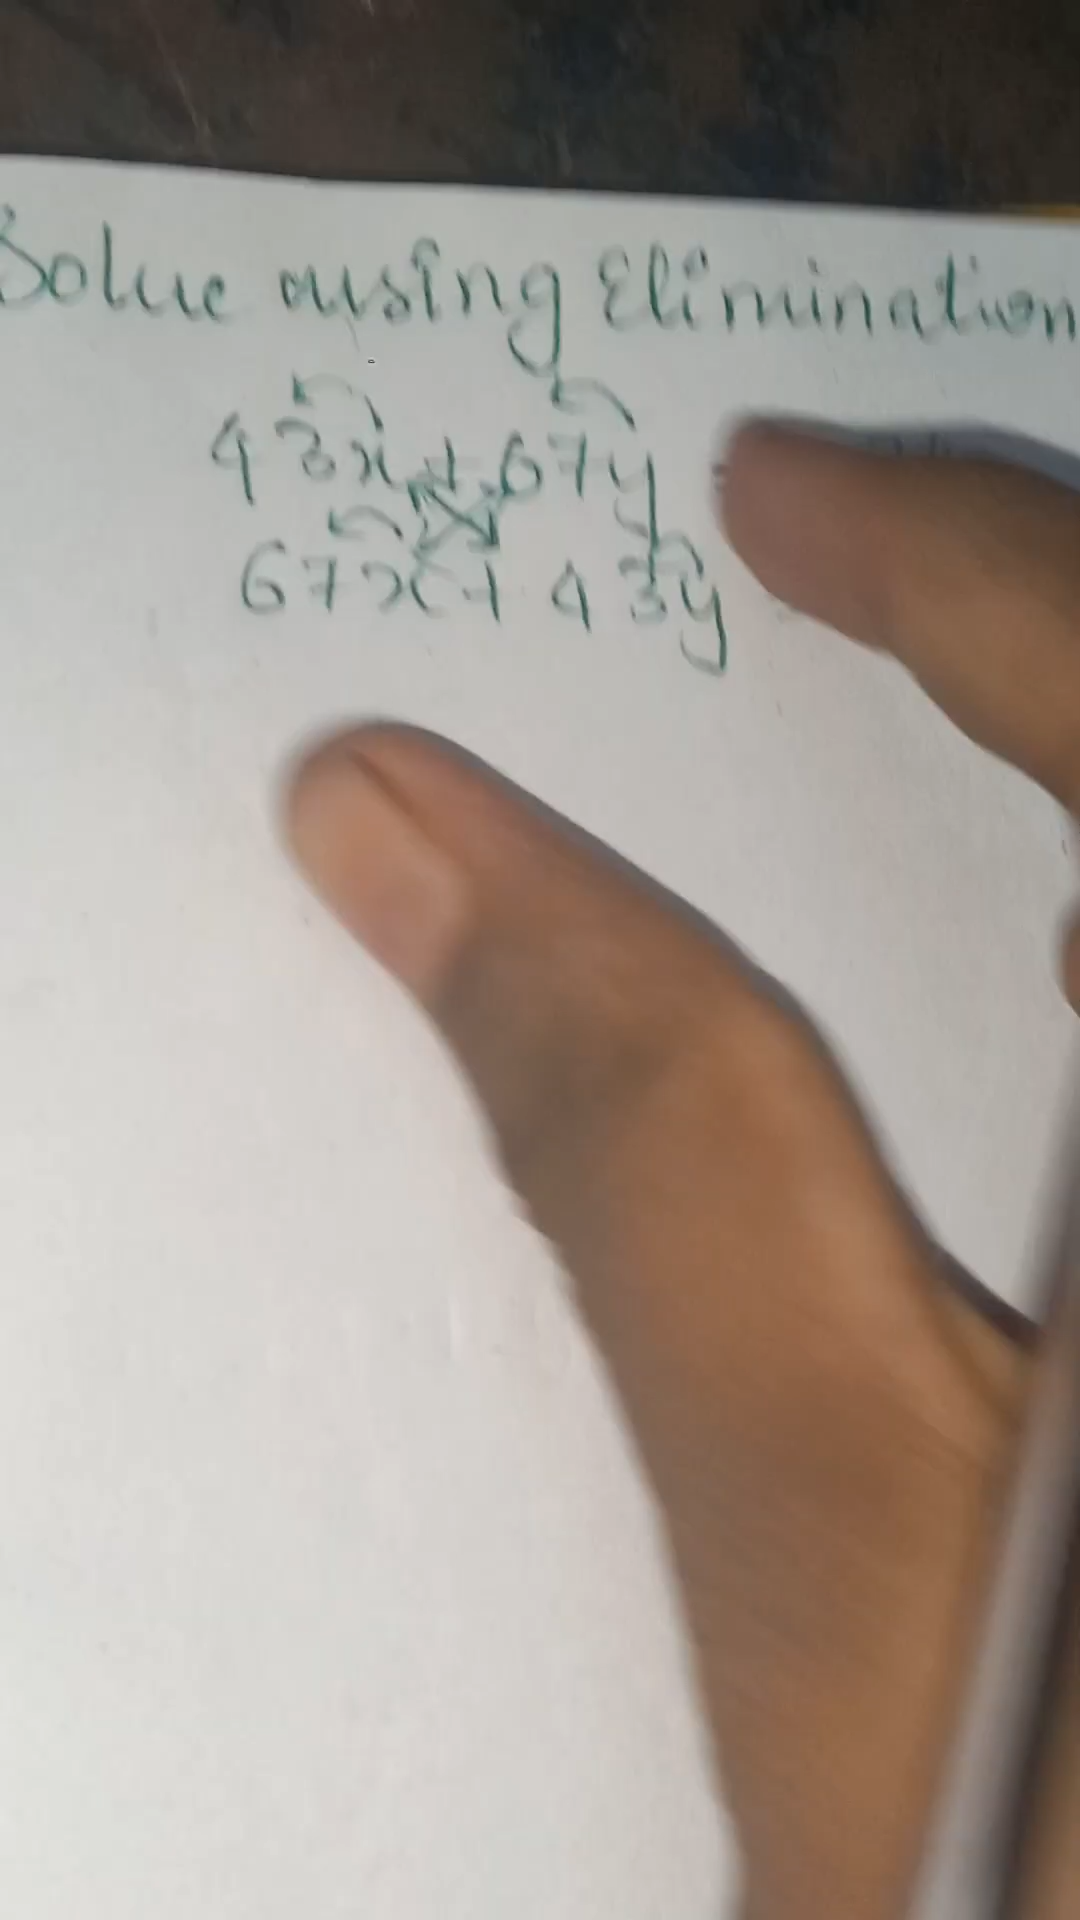 Solve using Elimination
43x + 67y =
67x + 43y